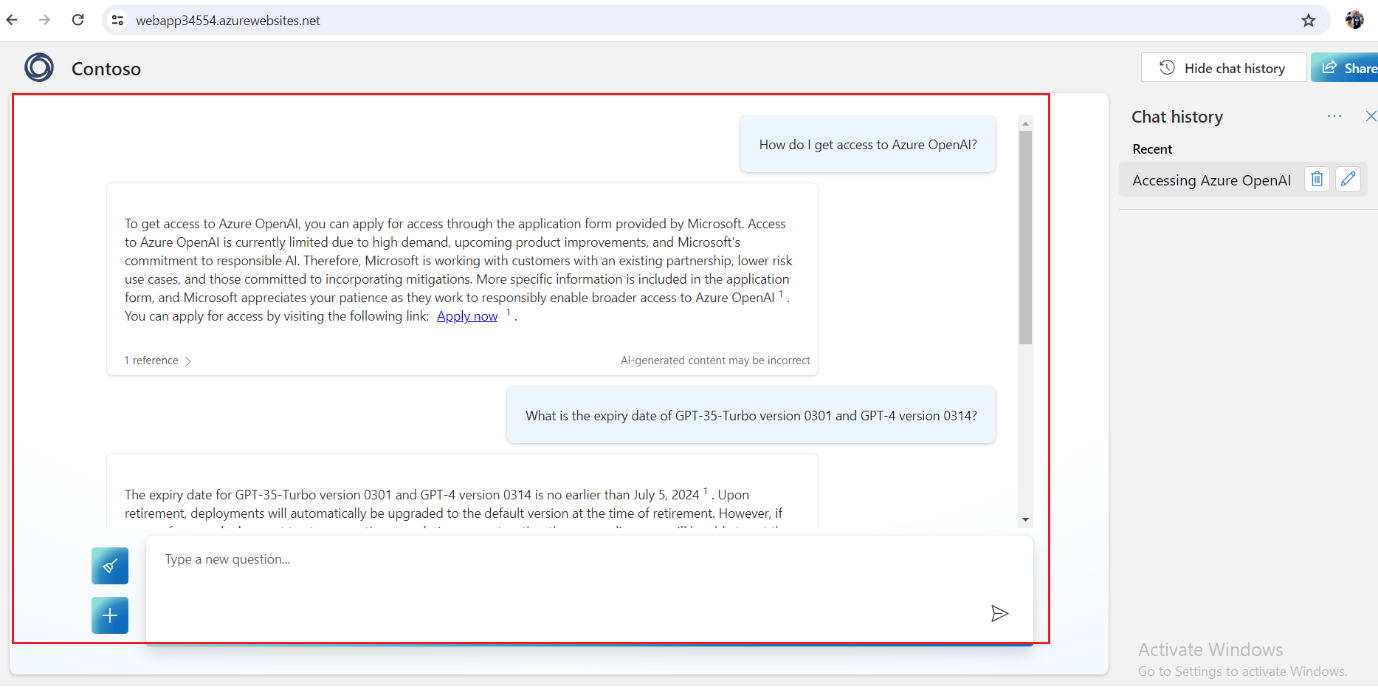 webapp34554.azurewebsites.net
Contoso
Hide chat history
Share
How do I get access to Azure OpenAI?
To get access to Azure OpenAI, you can apply for access through the application form provided by Microsoft. Access
to Azure OpenAI is currently limited due to high demand, upcoming product improvements, and Microsoft's
commitment to responsible AI. Therefore, Microsoft is working with customers with an existing partnership, lower risk
use cases, and those committed to incorporating mitigations. More specific information is included in the application
form, and Microsoft appreciates your patience as they work to responsibly enable broader access to Azure OpenAI 1 .
You can apply for access by visiting the following link: Apply now 1 .
1 reference
AI-generated content may be incorrect
What is the expiry date of GPT-35-Turbo version 0301 and GPT-4 version 0314?
The expiry date for GPT-35-Turbo version 0301 and GPT-4 version 0314 is no earlier than July 5, 2024 1 . Upon
retirement, deployments will automatically be upgraded to the default version at the time of retirement. However, if
Type a new question...
Chat history
Recent
Accessing Azure OpenAI
Activate Windows
Go to Settings to activate Windows.